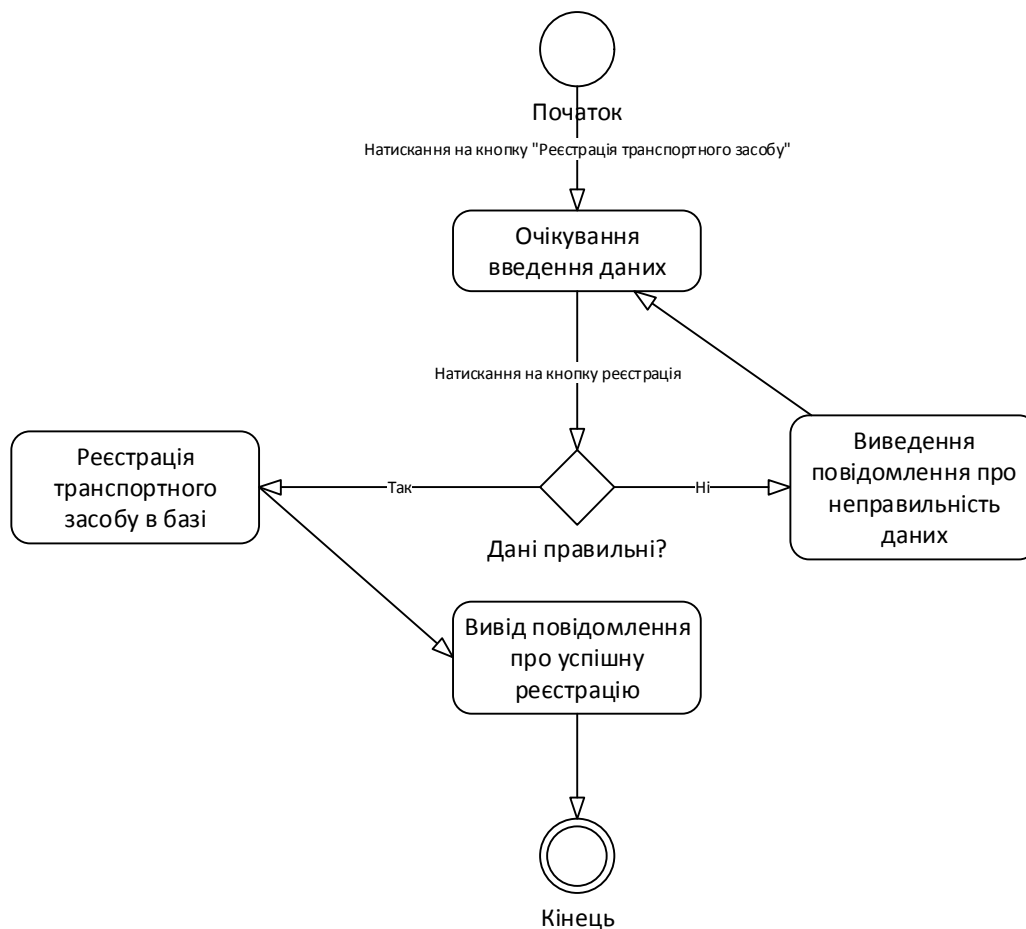 Початок
Натискання на кнопку "Реєстрація транспортного засобу"
Очікування
введення даних
Натискання на кнопку реєстрація
Реєстрація
транспортного
засобу в базі
Так
Ні
Виведення
повідомлення про
неправильність
даних
Дані правильні?
Вивід повідомлення
про успішну
реєстрацію
Кінець